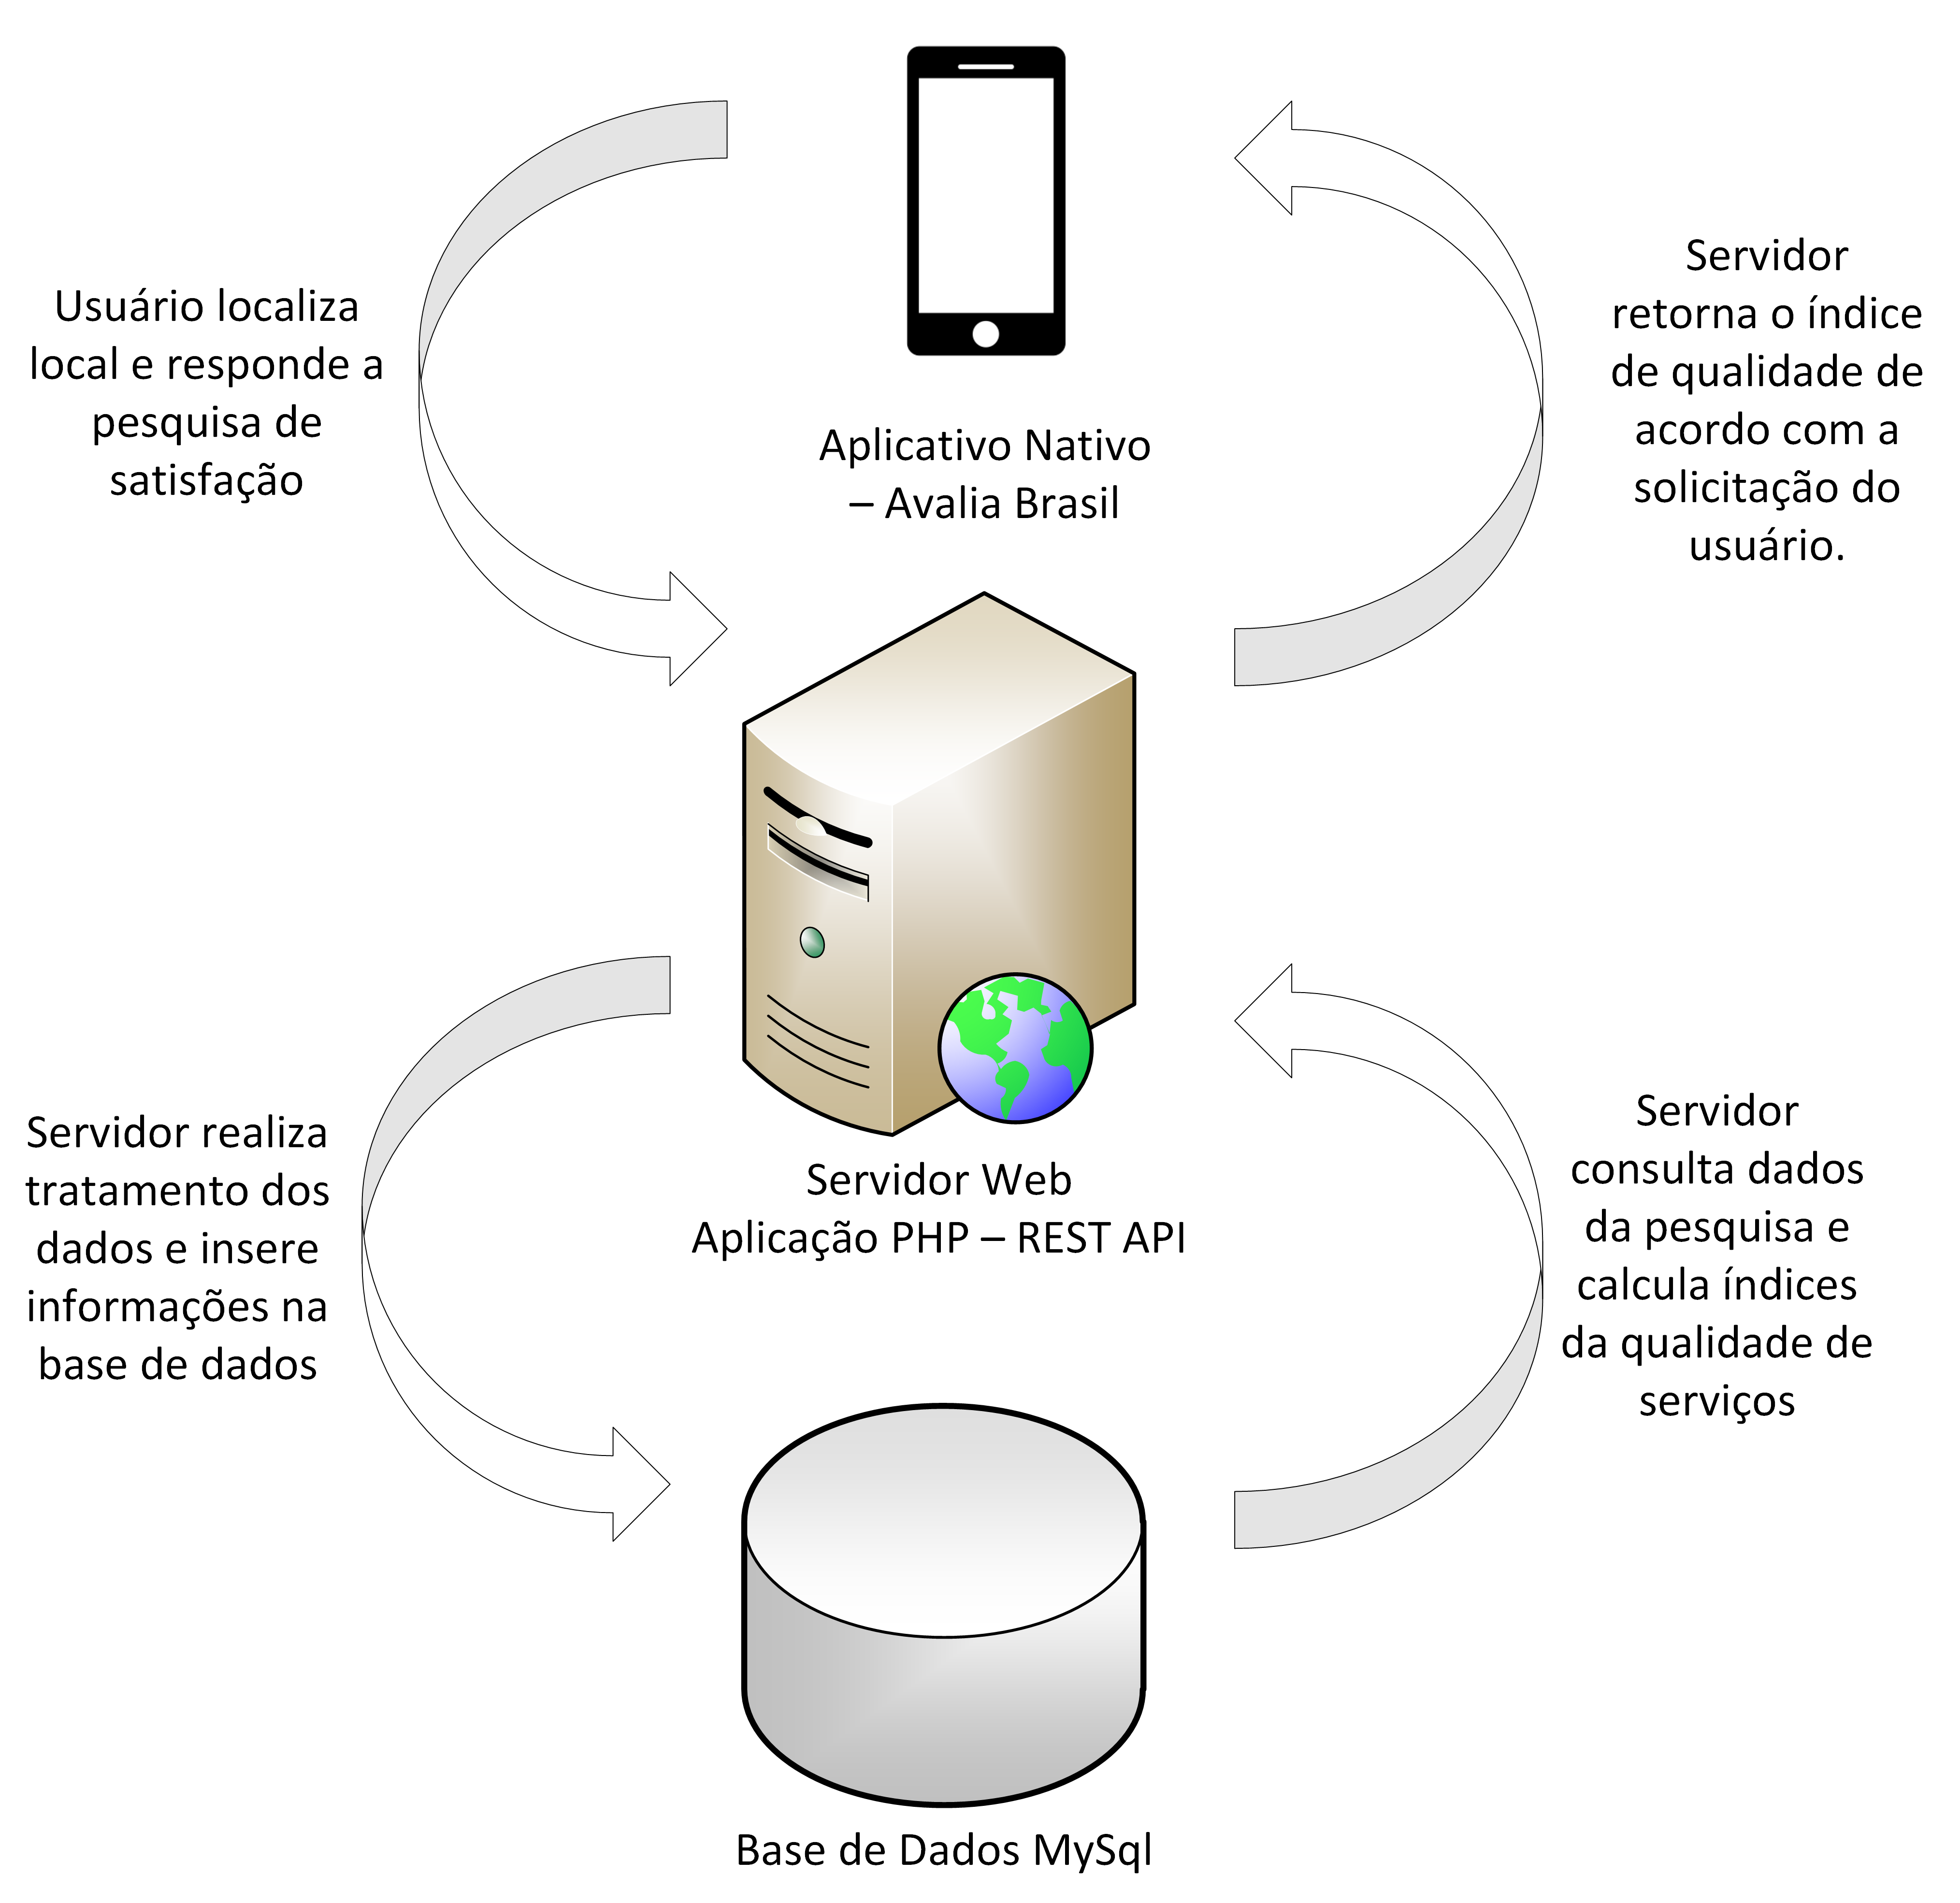 Usuário localiza
local e responde a
pesquisa de
satisfação
Aplicativo Nativo
– Avalia Brasil
Servidor
retorna o índice
de qualidade de
acordo com a
solicitação do
usuário.
Servidor realiza
tratamento dos
dados e insere
informações na
base de dados
Servidor Web
Aplicação PHP – REST API
Servidor
consulta dados
da pesquisa e
calcula índices
da qualidade de
serviços
Base de Dados MySql